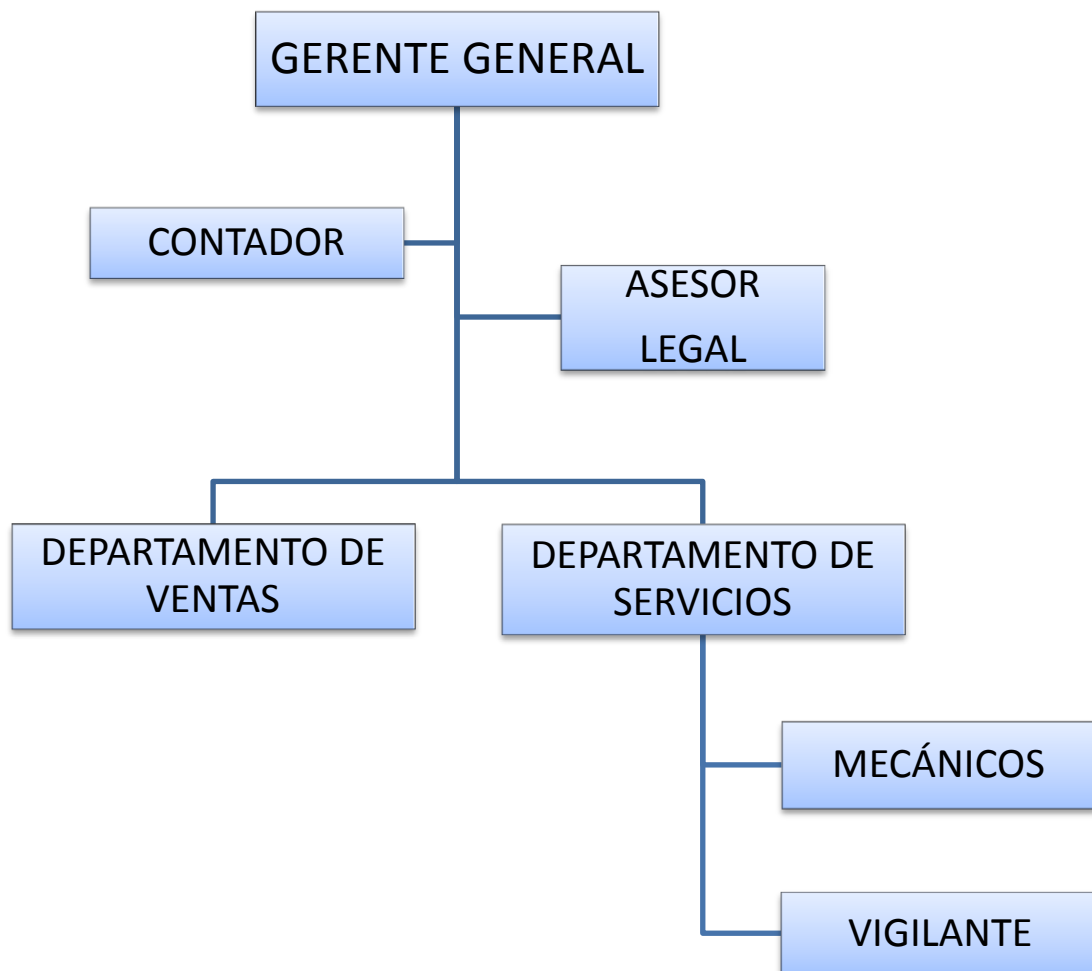 GERENTE GENERAL
CONTADOR
ASESOR
LEGAL
DEPARTAMENTO DE
VENTAS
DEPARTAMENTO DE
SERVICIOS
MECÁNICOS
VIGILANTE